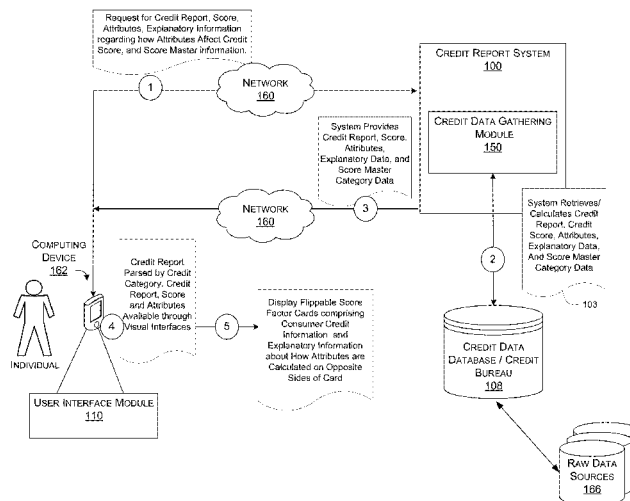 Request for Credit Report, Score,
Attributes, Explanatory Information
regarding how Attributes Affect Credit
Score, and Score Master information.
1
NETWORK
160
CREDIT REPORT SYSTEM
100
CREDIT DATA GATHERING
MODULE
150
System Provides
Credit Report, Score,
Attributes,
Explanatory Data, and
Score Master
Category Data
NETWORK
160
3
System Retrieves/
Calculates Credit
Report, Credit
Score, Attributes,
Explanatory Data,
And Score Master
Category Data
103
2
COMPUTING
DEVICE
162
Credit Report
Parsed by Credit
Category, Credit
Report, Score
and Attributes
Available through
Visual Interfaces
4
5
Display Flippable Score
Factor Cards comprising
Consumer Credit
Information and
Explanatory Information
about How Attributes are
Calculated on Opposite
Sides of Card
INDIVIDUAL
USER INTERFACE MODULE
110
CREDIT DATA
DATABASE / CREDIT
BUREAU
108
RAW DATA
SOURCES
166